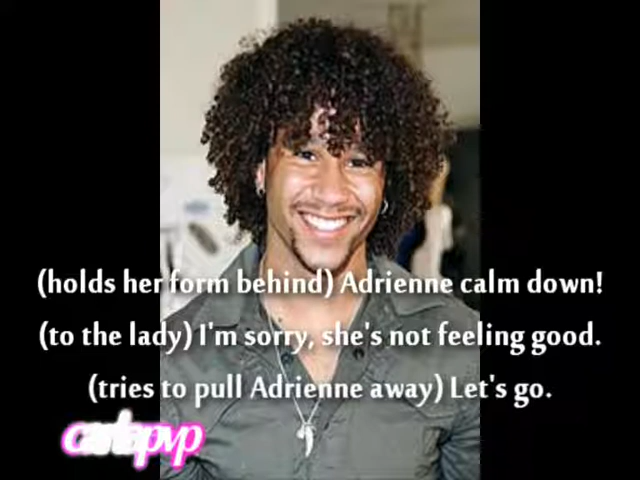 (holds her form behind) Adrienne calm down!
(to the lady) I'm sorry, she's not feeling good.
(tries to pull Adrienne away) Let's go.
carlapvp